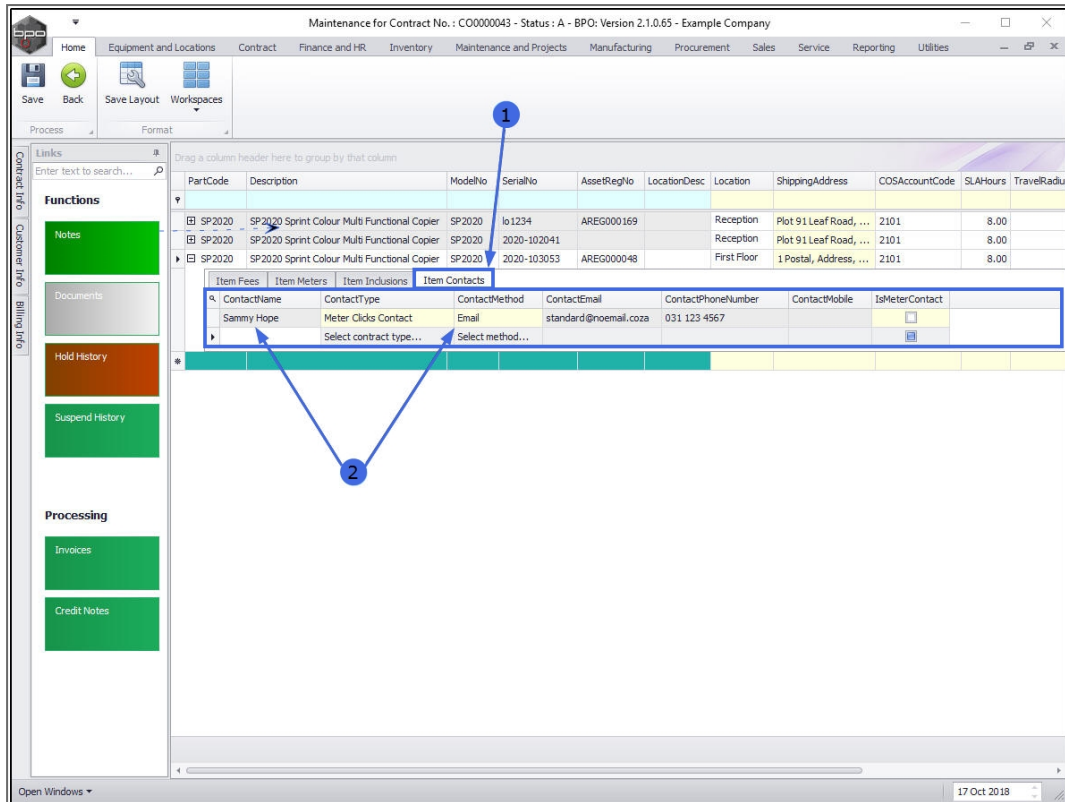 Maintenance for Contract No. : CO0000043 - Status : A - BPO: Version 2.1.0.65 - Example Company
bpo
Home Equipment and Locations Contract Finance and HR Inventory Maintenance and Projects Manufacturing Procurement Sales Service Reporting Utilities
Save Back Save Layout Workspaces
Process Format
1
Contract Info
Customer Info
Billing Info
Links
Enter text to search...
Functions
Notes
Documents
Hold History
Suspend History
Processing
Invoices
Credit Notes
Drag a column header here to group by that column
PartCode Description ModelNo SerialNo AssetRegNo LocationDesc Location ShippingAddress COSAccountCode SLAHours TravelRadiu
SP2020 SP2020 Sprint Colour Multi Functional Copier SP2020 lo1234 AREG000169 Reception Plot 91 Leaf Road, ... 2101 8.00
SP2020 SP2020 Sprint Colour Multi Functional Copier SP2020 2020-102041 Reception Plot 91 Leaf Road, ... 2101 8.00
SP2020 SP2020 Sprint Colour Multi Functional Copier SP2020 2020-103053 AREG000048 First Floor 1 Postal, Address, ... 2101 8.00
Item Fees Item Meters Item Inclusions Item Contacts
ContactName ContactType ContactMethod ContactEmail ContactPhoneNumber ContactMobile IsMeterContact
Sammy Hope Meter Clicks Contact Email standard@noemail.coza 031 123 4567
Select contract type... Select method...
2
Open Windows 17 Oct 2018